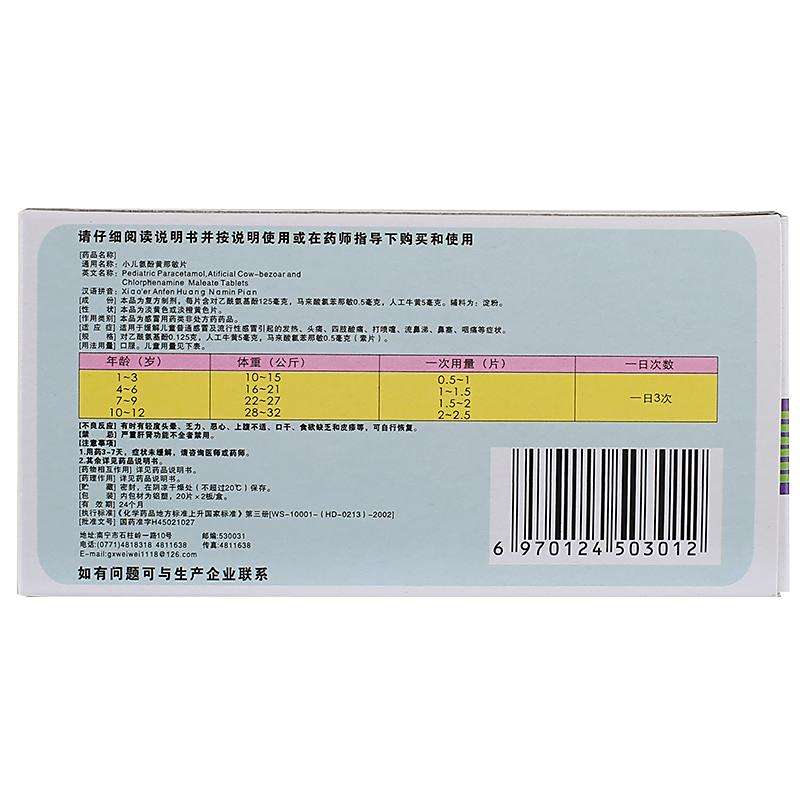 请仔细阅读说明书并按说明使用或在药师指导下购买和使用
[药品名称]
通用名称：小儿氨酚黄那敏片
英文名称：Pediatric Paracetamol,Atificial Cow-bezoar and
Chlorphenamine Maleate Tablets
汉语拼音：Xiao'er Anfen Huang Namin Pian
[成 份] 本品为复方制剂，每片含对乙酰氨基酚125毫克，马来酸氯苯那敏0.5毫克，人工牛黄5毫克。辅料为：淀粉。
[性 状] 本品为淡黄色或淡橙黄色片。
[作用类别] 本品为感冒用药类非处方药药品。
[适 应 症] 适用于缓解儿童普通感冒及流行性感冒引起的发热、头痛、四肢酸痛、打喷嚏、流鼻涕、鼻塞、咽痛等症状。
[规 格] 对乙酰氨基酚0.125克，人工牛黄5毫克，马来酸氯苯那敏0.5毫克（素片）。
[用法用量] 口服。儿童用量见下表。
年龄（岁） 体重（公斤） 一次用量（片） 一日次数
1~3 10~15 0.5~1
4~6 16~21 1~1.5
7~9 22~27 1.5~2
10~12 28~32 2~2.5
一日3次
[不良反应] 有时有轻度头晕、乏力、恶心、上腹不适、口干、食欲缺乏和皮疹等，可自行恢复。
[禁 忌] 严重肝肾功能不全者禁用。
[注意事项]
1.用药3-7天，症状未缓解，请咨询医师或药师。
2.其余详见药品说明书。
[药物相互作用] 详见药品说明书。
[药理作用] 详见药品说明书。
[贮 藏] 密封，在阴凉干燥处（不超过20℃）保存。
[包 装] 内包材为铝塑，20片×2板/盒。
[有 效 期] 24个月
[执行标准]《化学药品地方标准上升国家标准》第三册[WS-10001-（HD-0213）-2002]
[批准文号] 国药准字H45021027
地址:南宁市石柱岭一路10号 邮编:530031
电话:(0771)4818318 4811638 传真:4811638
E-mail:gxweiwei1118@126.com
如有问题可与生产企业联系
6 970124 503012